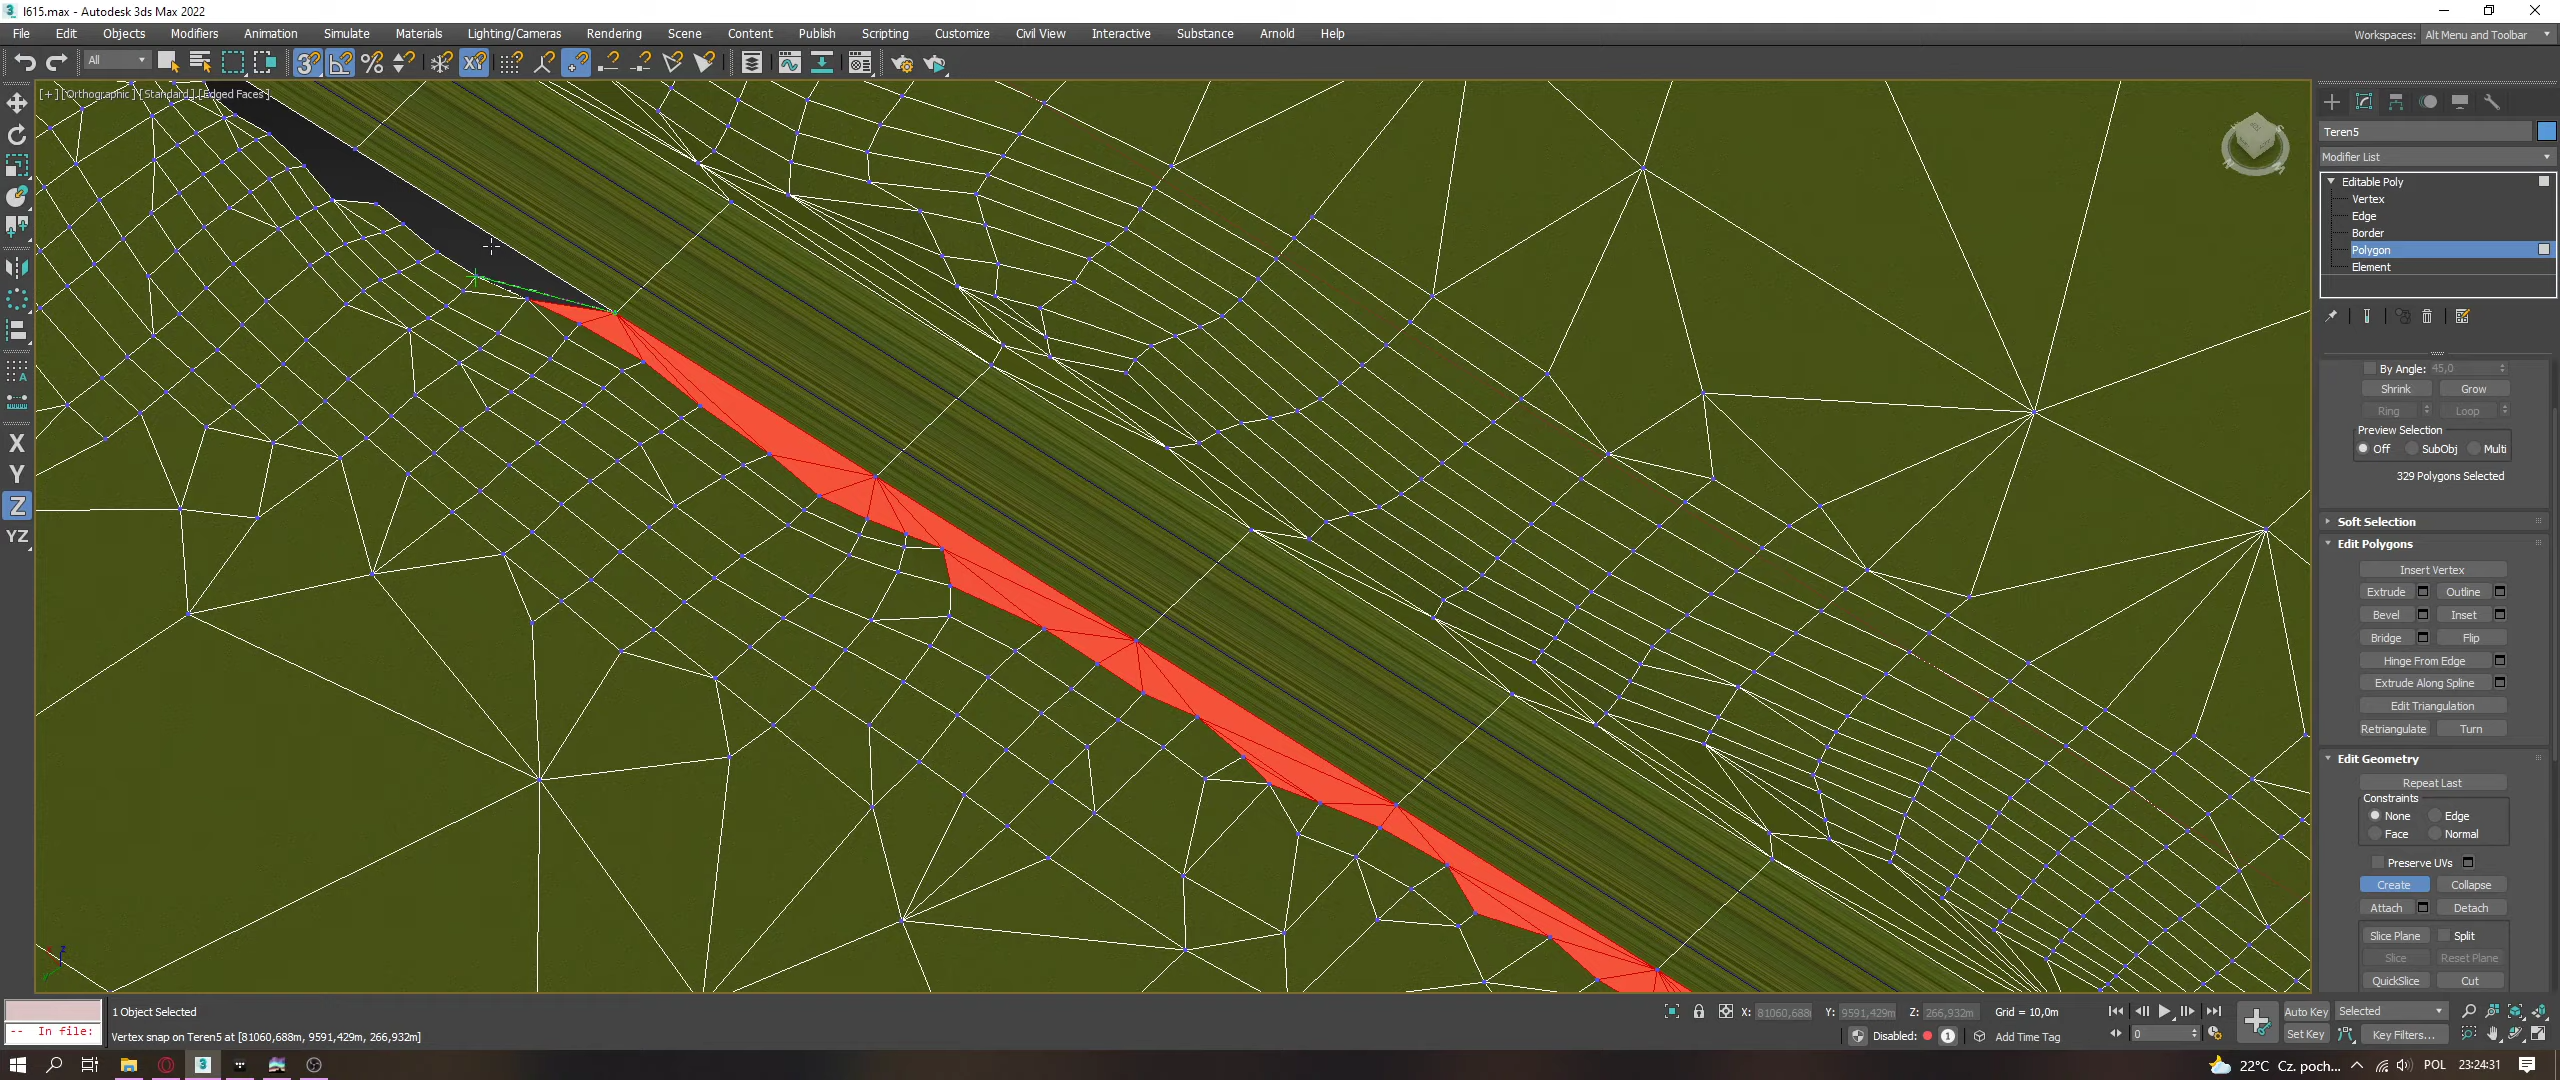 I615.max - Autodesk 3ds Max 2022
File Edit Objects Modifiers Animation Simulate Materials Lighting/Cameras Rendering Scene Content Publish Scripting Customize Civil View Interactive Substance Arnold Help
Workspaces: Alt Menu and Toolbar
All
[+] [Orthographic] [Standard] [Edged Faces]
Teren5
Modifier List
Editable Poly
Vertex
Edge
Border
Polygon
Element
By Angle: 45,0
Shrink Grow
Ring Loop
Preview Selection
Off SubObj Multi
329 Polygons Selected
Soft Selection
Edit Polygons
Insert Vertex
Extrude Outline
Bevel Inset
Bridge Flip
Hinge From Edge
Extrude Along Spline
Edit Triangulation
Retriangulate Turn
Edit Geometry
Repeat Last
Constraints
None Edge
Face Normal
Preserve UVs
Create Collapse
Attach Detach
Slice Plane Split
Slice Reset Plane
QuickSlice Cut
X
Y
Z
YZ
1 Object Selected
-- In file:
Vertex snap on Teren5 at [81060,688m, 9591,429m, 266,932m]
X: 81060,688 Y: 9591,429m Z: 266,932m Grid = 10,0m
Disabled: 1 Add Time Tag
0
Auto Key Selected
Set Key Key Filters...
22°C Cz. poch... POL 23:24:31